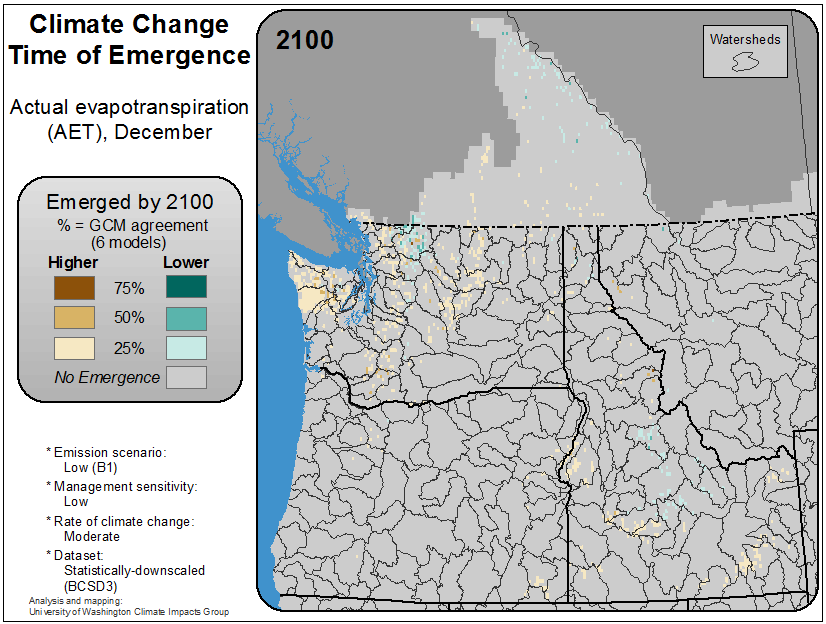 Climate Change
Time of Emergence
Actual evapotranspiration
(AET), December
Emerged by 2100
% = GCM agreement
(6 models)
Higher Lower
75%
50%
25%
No Emergence
* Emission scenario:
Low (B1)
* Management sensitivity:
Low
* Rate of climate change:
Moderate
* Dataset:
Statistically-downscaled
(BCSD3)
Analysis and mapping:
University of Washington Climate Impacts Group
2100
Watersheds